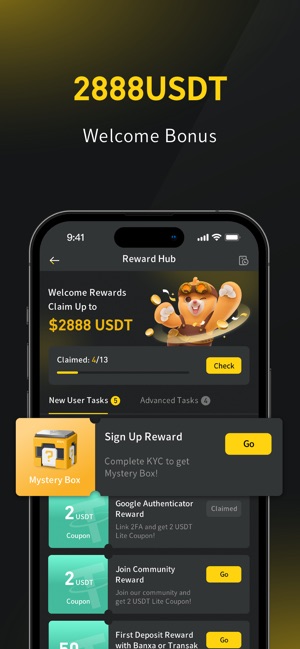 2888USDT
Welcome Bonus
9:41
Reward Hub
Welcome Rewards
Claim Up to
$2888 USDT
Claimed: 4/13
Check
New User Tasks 5
Advanced Tasks 4
Sign Up Reward
Go
Complete KYC to get
Mystery Box!
?
Mystery Box
Google Authenticator
Reward
Claimed
2 USDT
Link 2FA and get 2 USDT
Lite Coupon!
Coupon
Join Community
Reward
Go
2 USDT
Join our community and
get 2 USDT Lite Coupon!
Coupon
First Deposit Reward
with Banxa or Transak
Go